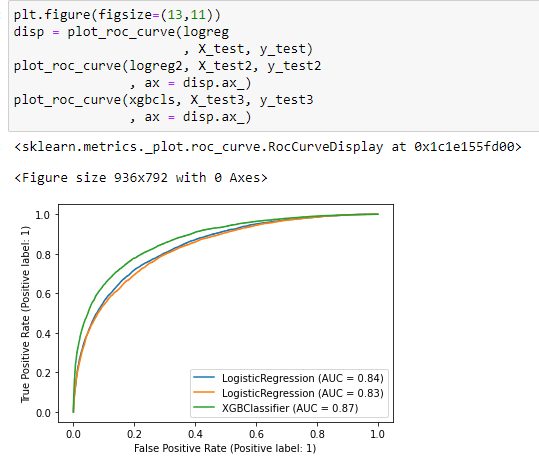 plt.figure(figsize=(13,11))
disp = plot_roc_curve(logreg
, X_test, y_test)
plot_roc_curve(logreg2, X_test2, y_test2
, ax = disp.ax_)
plot_roc_curve(xgbcls, X_test3, y_test3
, ax = disp.ax_)
<sklearn.metrics._plot.roc_curve.RocCurveDisplay at 0x1c1e155fd00>
<Figure size 936x792 with 0 Axes>
True Positive Rate (Positive label: 1)
1.0
0.8
0.6
0.4
0.2
0.0
LogisticRegression (AUC = 0.84)
LogisticRegression (AUC = 0.83)
XGBClassifier (AUC = 0.87)
0.0 0.2 0.4 0.6 0.8 1.0
False Positive Rate (Positive label: 1)